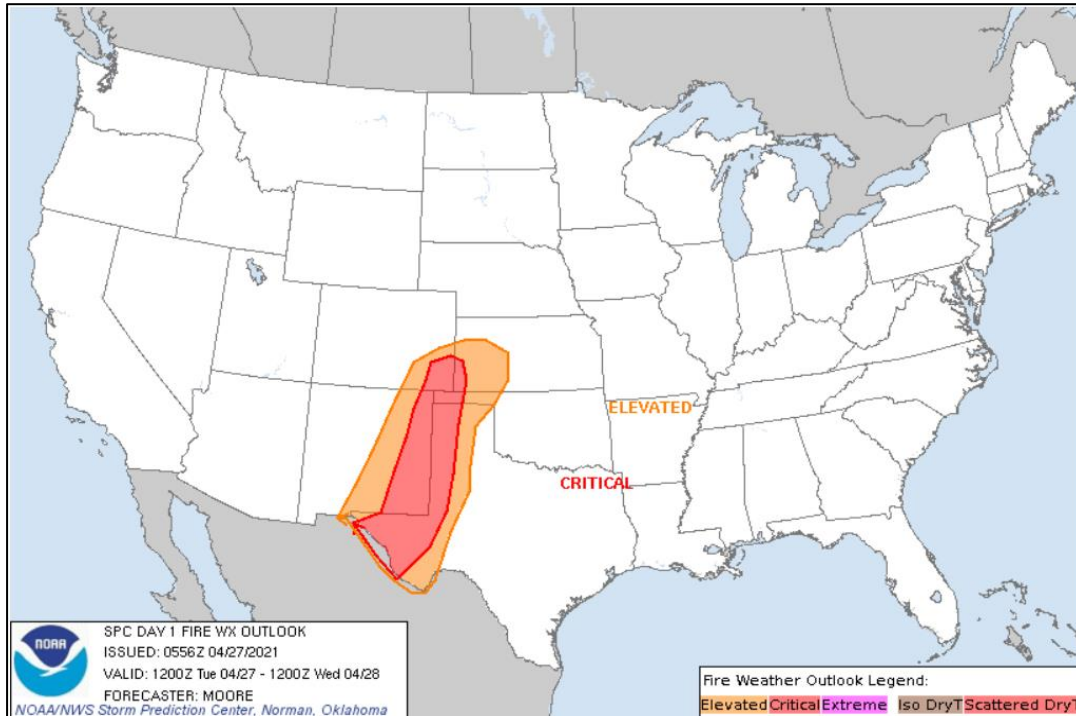 ELEVATED
CRITICAL
NOAA
SPC DAY 1 FIRE WX OUTLOOK
ISSUED: 0556Z 04/27/2021
VALID: 1200Z Tue 04/27 - 1200Z Wed 04/28
FORECASTER: MOORE
NOAA/NWS Storm Prediction Center, Norman, Oklahoma
Fire Weather Outlook Legend:
Elevated Critical Extreme Iso DryT Scattered DryT